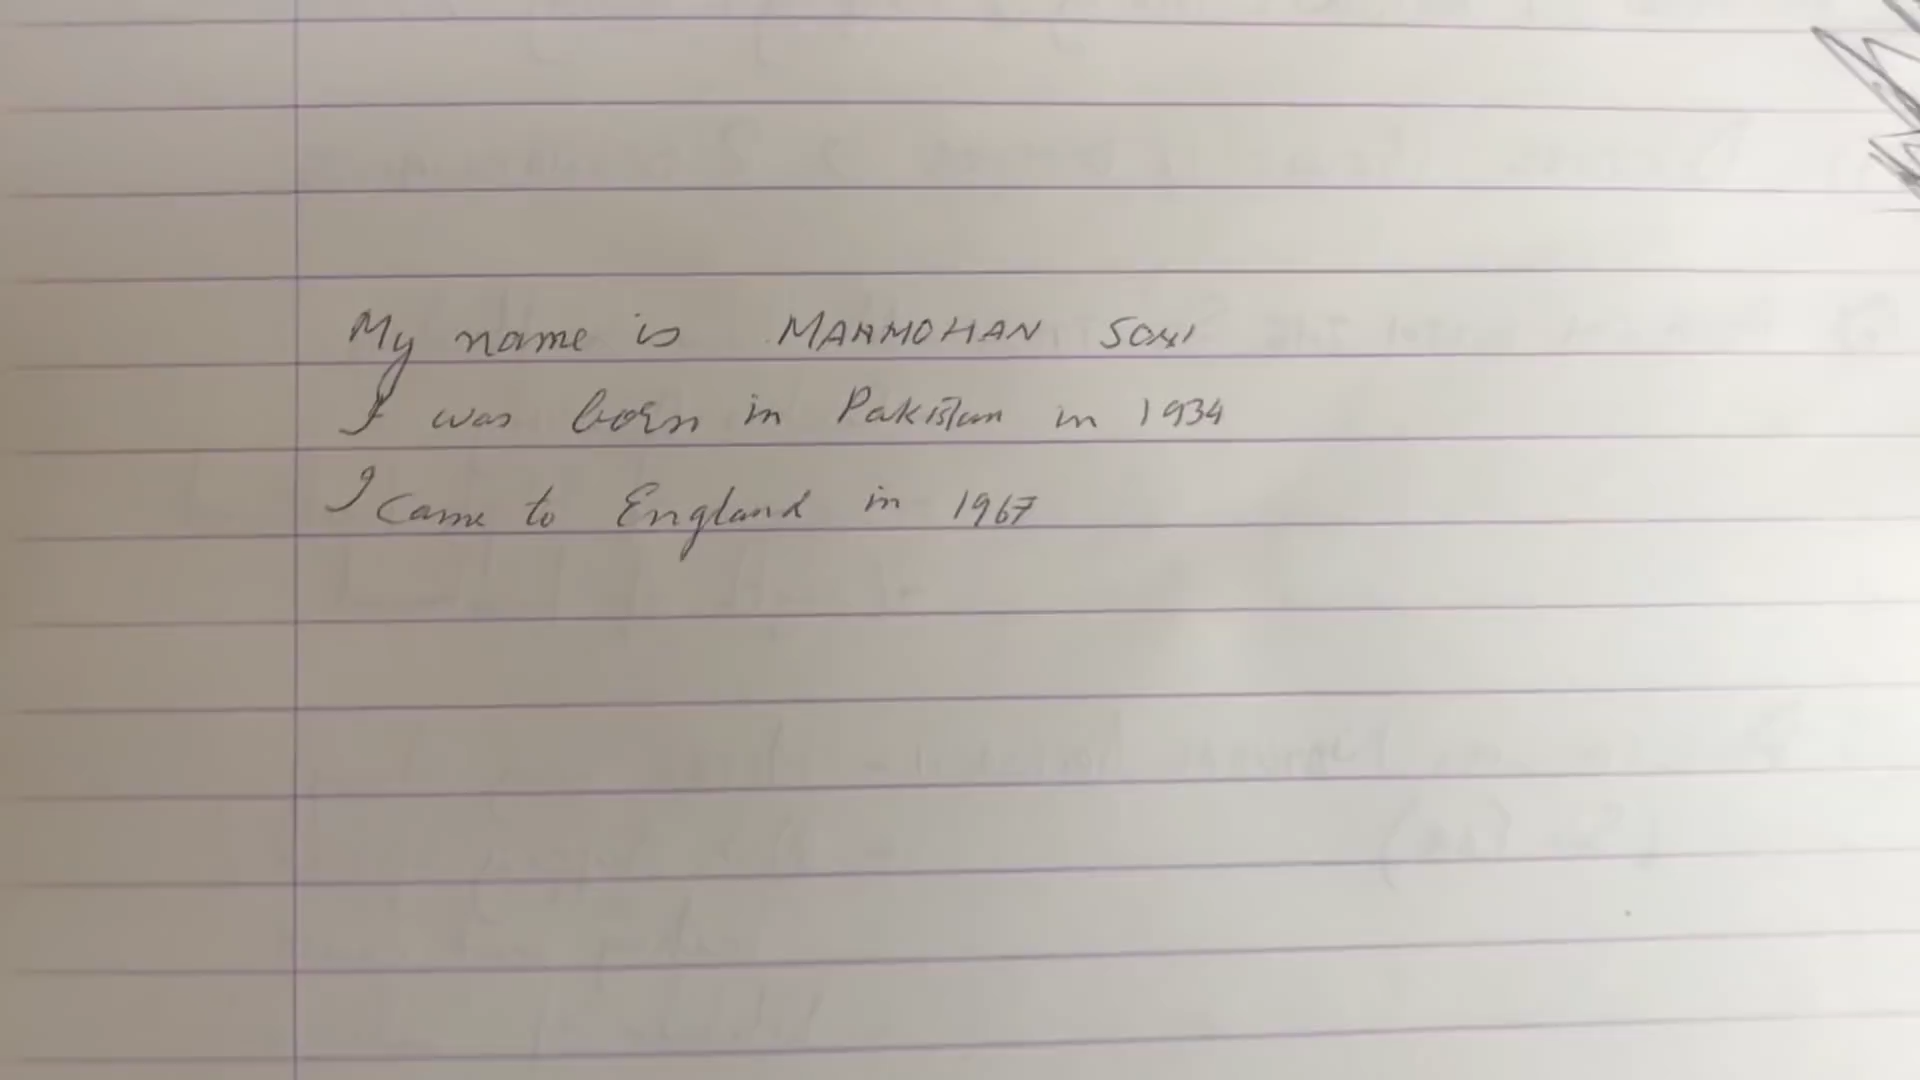 My name is MANMOHAN SONI
I was born in Pakistan in 1934
I came to England in 1967